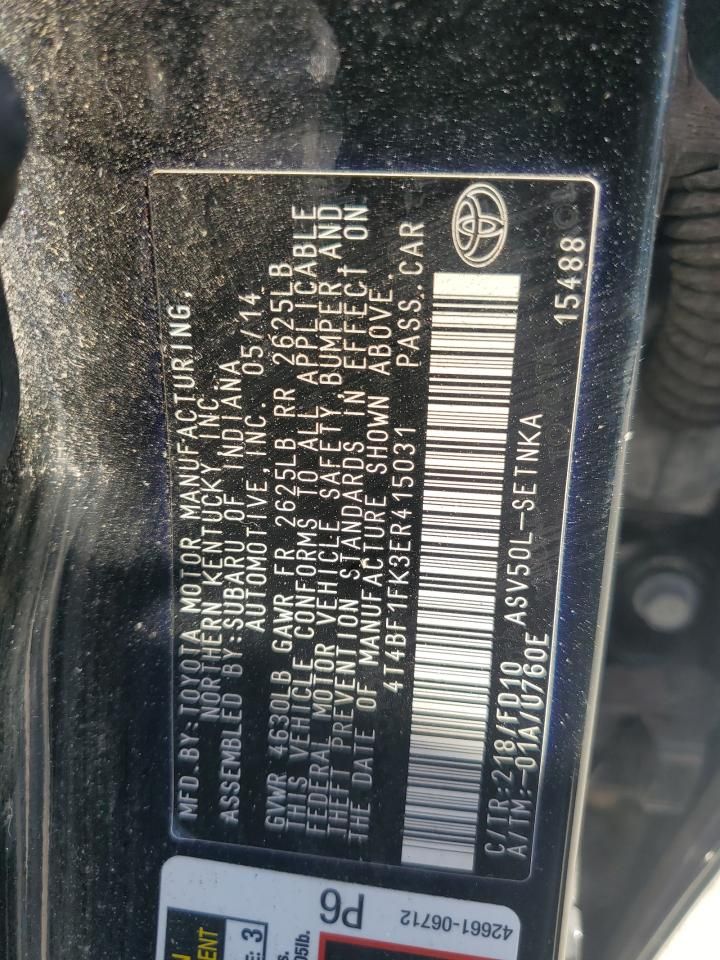 MFD. BY: TOYOTA MOTOR MANUFACTURING,
NORTHERN KENTUCKY INC.
ASSEMBLED BY: SUBARU OF INDIANA
AUTOMOTIVE, INC. 05/14
GVWR 4630LB GAWR FR 2625LB RR 2625LB
THIS VEHICLE CONFORMS TO ALL APPLICABLE
FEDERAL MOTOR VEHICLE SAFETY, BUMPER AND
THEFT PREVENTION STANDARDS IN EFFECT ON
THE DATE OF MANUFACTURE SHOWN ABOVE.
4T4BF1FK3ER415031 PASS. CAR
C/TR: 218/FD10 ASV50L-SETNKA
A/TM: -01A/U760E
15488
P6
42661-06712
E: 3